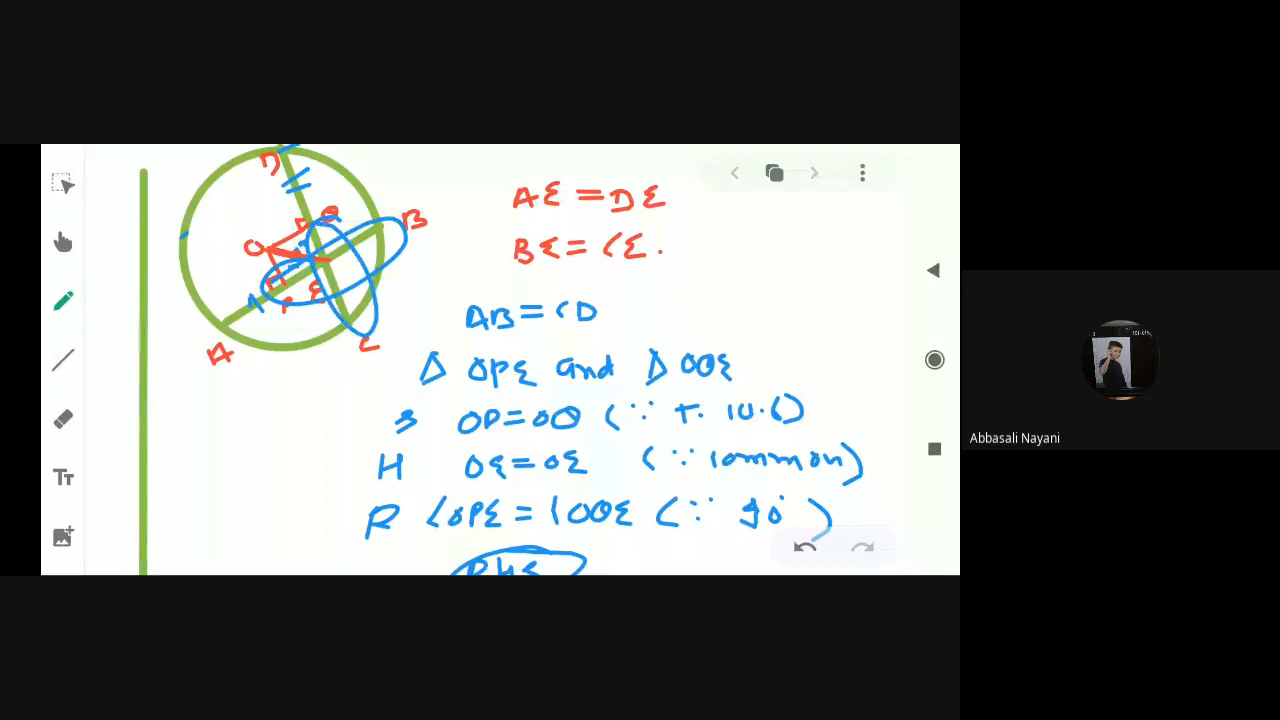 D
Q
B
O
P
E
A
C
AE = DE
BE = CE.
AB = CD
Δ OPE and Δ OQE
S OP = OQ (∵ T. 10.6)
H OE = OE (∵ common)
R ∠OPE = ∠OQE (∵ 90°)
RHS
Tт
Abbasali Nayani